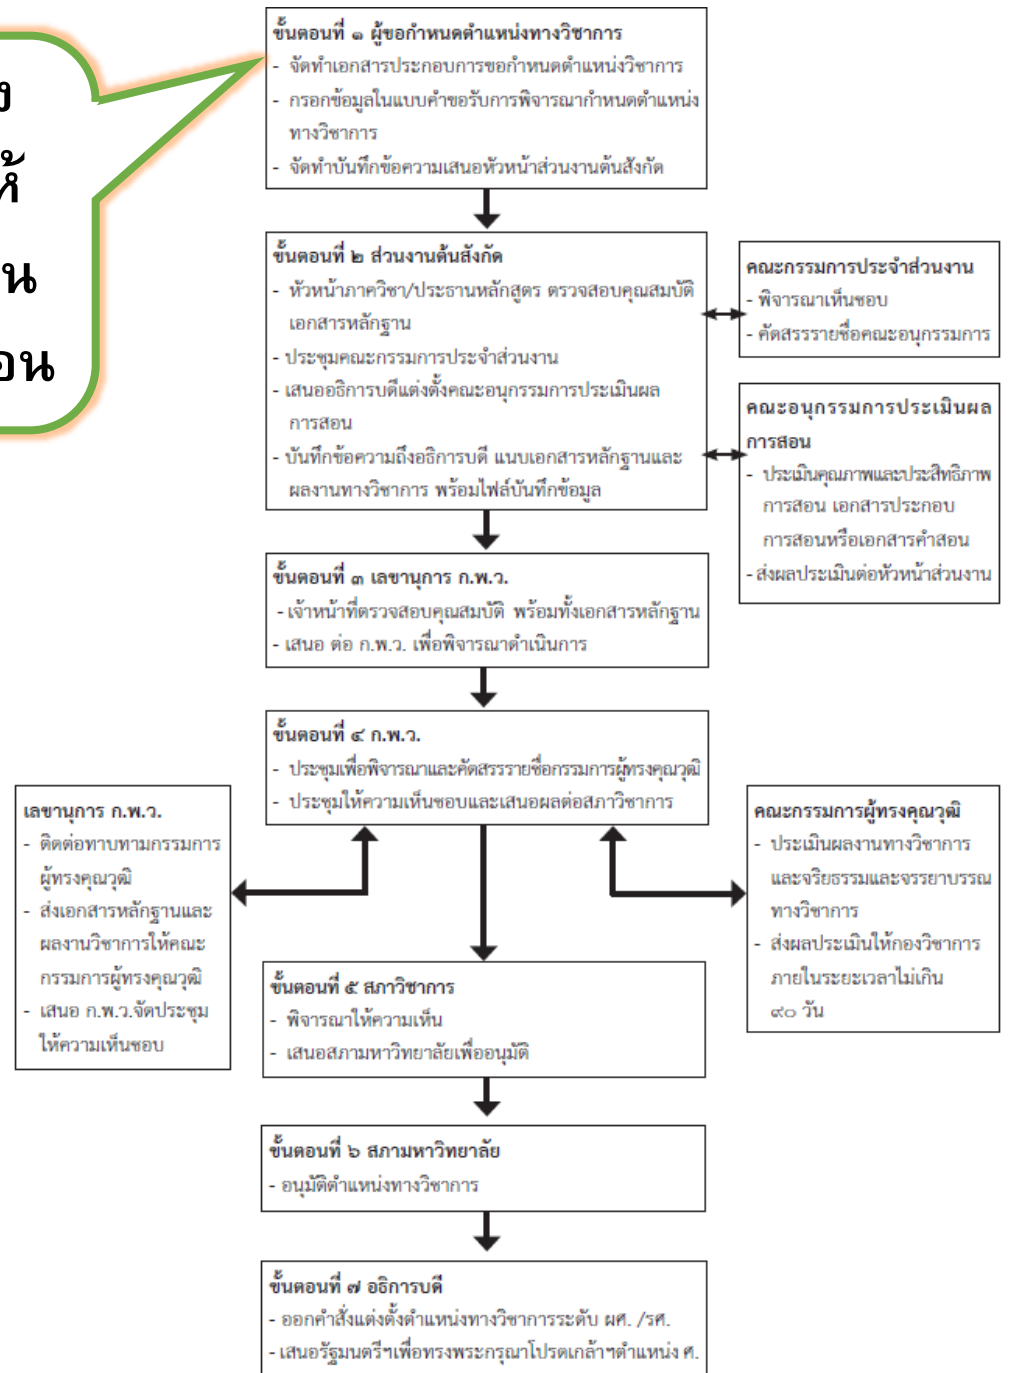 ขั้นตอนที่ ๑ ผู้ขอกำหนดตำแหน่งทางวิชาการ
- จัดทำเอกสารประกอบการขอกำหนดตำแหน่งวิชาการ
- กรอกข้อมูลในแบบคำขอรับการพิจารณากำหนดตำแหน่ง
ทางวิชาการ
- จัดทำบันทึกข้อความเสนอหัวหน้าส่วนงานต้นสังกัด
ขั้นตอนที่ ๒ ส่วนงานต้นสังกัด
- หัวหน้าภาควิชา/ประธานหลักสูตร ตรวจสอบคุณสมบัติ
เอกสารหลักฐาน
- ประชุมคณะกรรมการประจำส่วนงาน
- เสนออธิการบดีแต่งตั้งคณะอนุกรรมการประเมินผล
การสอน
- บันทึกข้อความถึงอธิการบดี แนบเอกสารหลักฐานและ
ผลงานทางวิชาการ พร้อมไฟล์บันทึกข้อมูล
คณะกรรมการประจำส่วนงาน
- พิจารณาเห็นชอบ
- คัดสรรรายชื่อคณะอนุกรรมการ
คณะอนุกรรมการประเมินผล
การสอน
- ประเมินคุณภาพและประสิทธิภาพ
การสอน เอกสารประกอบ
การสอนหรือเอกสารคำสอน
- ส่งผลประเมินต่อหัวหน้าส่วนงาน
ขั้นตอนที่ ๓ เลขานุการ ก.พ.ว.
- เจ้าหน้าที่ตรวจสอบคุณสมบัติ พร้อมทั้งเอกสารหลักฐาน
- เสนอ ต่อ ก.พ.ว. เพื่อพิจารณาดำเนินการ
ขั้นตอนที่ ๔ ก.พ.ว.
- ประชุมเพื่อพิจารณาและคัดสรรรายชื่อกรรมการผู้ทรงคุณวุฒิ
- ประชุมให้ความเห็นชอบและเสนอผลต่อสภาวิชาการ
เลขานุการ ก.พ.ว.
- ติดต่อทาบทามกรรมการ
ผู้ทรงคุณวุฒิ
- ส่งเอกสารหลักฐานและ
ผลงานวิชาการให้คณะ
กรรมการผู้ทรงคุณวุฒิ
- เสนอ ก.พ.ว.จัดประชุม
ให้ความเห็นชอบ
คณะกรรมการผู้ทรงคุณวุฒิ
- ประเมินผลงานทางวิชาการ
และจริยธรรมและจรรยาบรรณ
ทางวิชาการ
- ส่งผลประเมินให้กองวิชาการ
ภายในระยะเวลาไม่เกิน
๙๐ วัน
ขั้นตอนที่ ๕ สภาวิชาการ
- พิจารณาให้ความเห็น
- เสนอสภามหาวิทยาลัยเพื่ออนุมัติ
ขั้นตอนที่ ๖ สภามหาวิทยาลัย
- อนุมัติตำแหน่งทางวิชาการ
ขั้นตอนที่ ๗ อธิการบดี
- ออกคำสั่งแต่งตั้งตำแหน่งทางวิชาการระดับ ผศ. /รศ.
- เสนอรัฐมนตรีฯเพื่อทรงพระกรุณาโปรดเกล้าฯตำแหน่ง ศ.